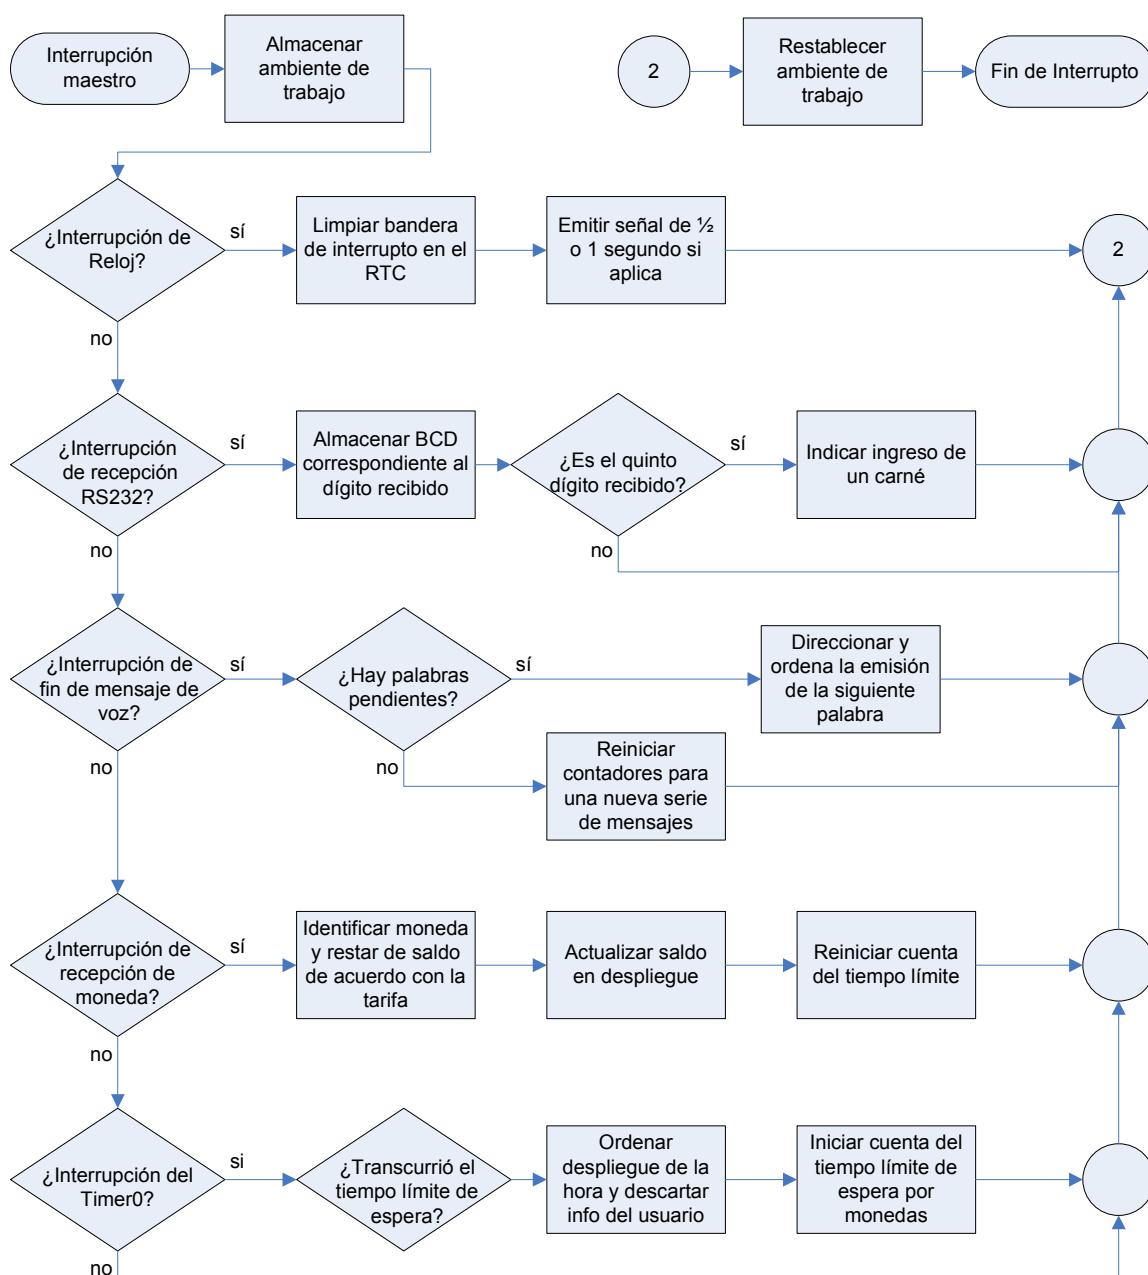 Interrupción
maestro
Almacenar
ambiente de
trabajo
2
Restablecer
ambiente de
trabajo
Fin de Interrupto
¿Interrupción de
Reloj?
sí
Limpiar bandera
de interrupto en el
RTC
Emitir señal de ½
o 1 segundo si
aplica
2
no
¿Interrupción
de recepción
RS232?
sí
Almacenar BCD
correspondiente al
dígito recibido
¿Es el quinto
dígito recibido?
sí
Indicar ingreso de
un carné
no
no
¿Interrupción de
fin de mensaje de
voz?
sí
¿Hay palabras
pendientes?
sí
Direccionar y
ordena la emisión
de la siguiente
palabra
no
no
Reiniciar
contadores para
una nueva serie
de mensajes
¿Interrupción de
recepción de
moneda?
sí
Identificar moneda
y restar de saldo
de acuerdo con la
tarifa
Actualizar saldo
en despliegue
Reiniciar cuenta
del tiempo límite
no
¿Interrupción del
Timer0?
si
¿Transcurrió el
tiempo límite de
espera?
Ordenar
despliegue de la
hora y descartar
info del usuario
Iniciar cuenta del
tiempo límite de
espera por
monedas
no